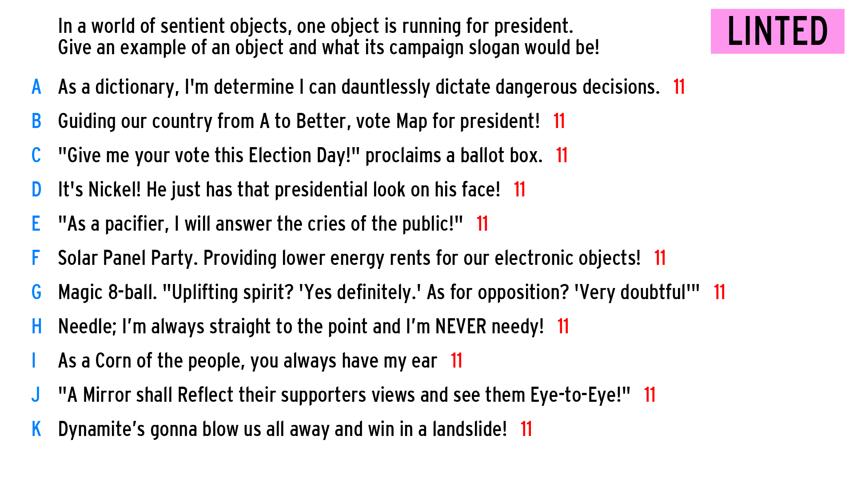 In a world of sentient objects, one object is running for president.
Give an example of an object and what its campaign slogan would be!
LINTED
A As a dictionary, I'm determine I can dauntlessly dictate dangerous decisions. 11
B Guiding our country from A to Better, vote Map for president! 11
C "Give me your vote this Election Day!" proclaims a ballot box. 11
D It's Nickel! He just has that presidential look on his face! 11
E "As a pacifier, I will answer the cries of the public!" 11
F Solar Panel Party. Providing lower energy rents for our electronic objects! 11
G Magic 8-ball. "Uplifting spirit? 'Yes definitely.' As for opposition? 'Very doubtful'" 11
H Needle; I’m always straight to the point and I’m NEVER needy! 11
I As a Corn of the people, you always have my ear 11
J "A Mirror shall Reflect their supporters views and see them Eye-to-Eye!" 11
K Dynamite’s gonna blow us all away and win in a landslide! 11